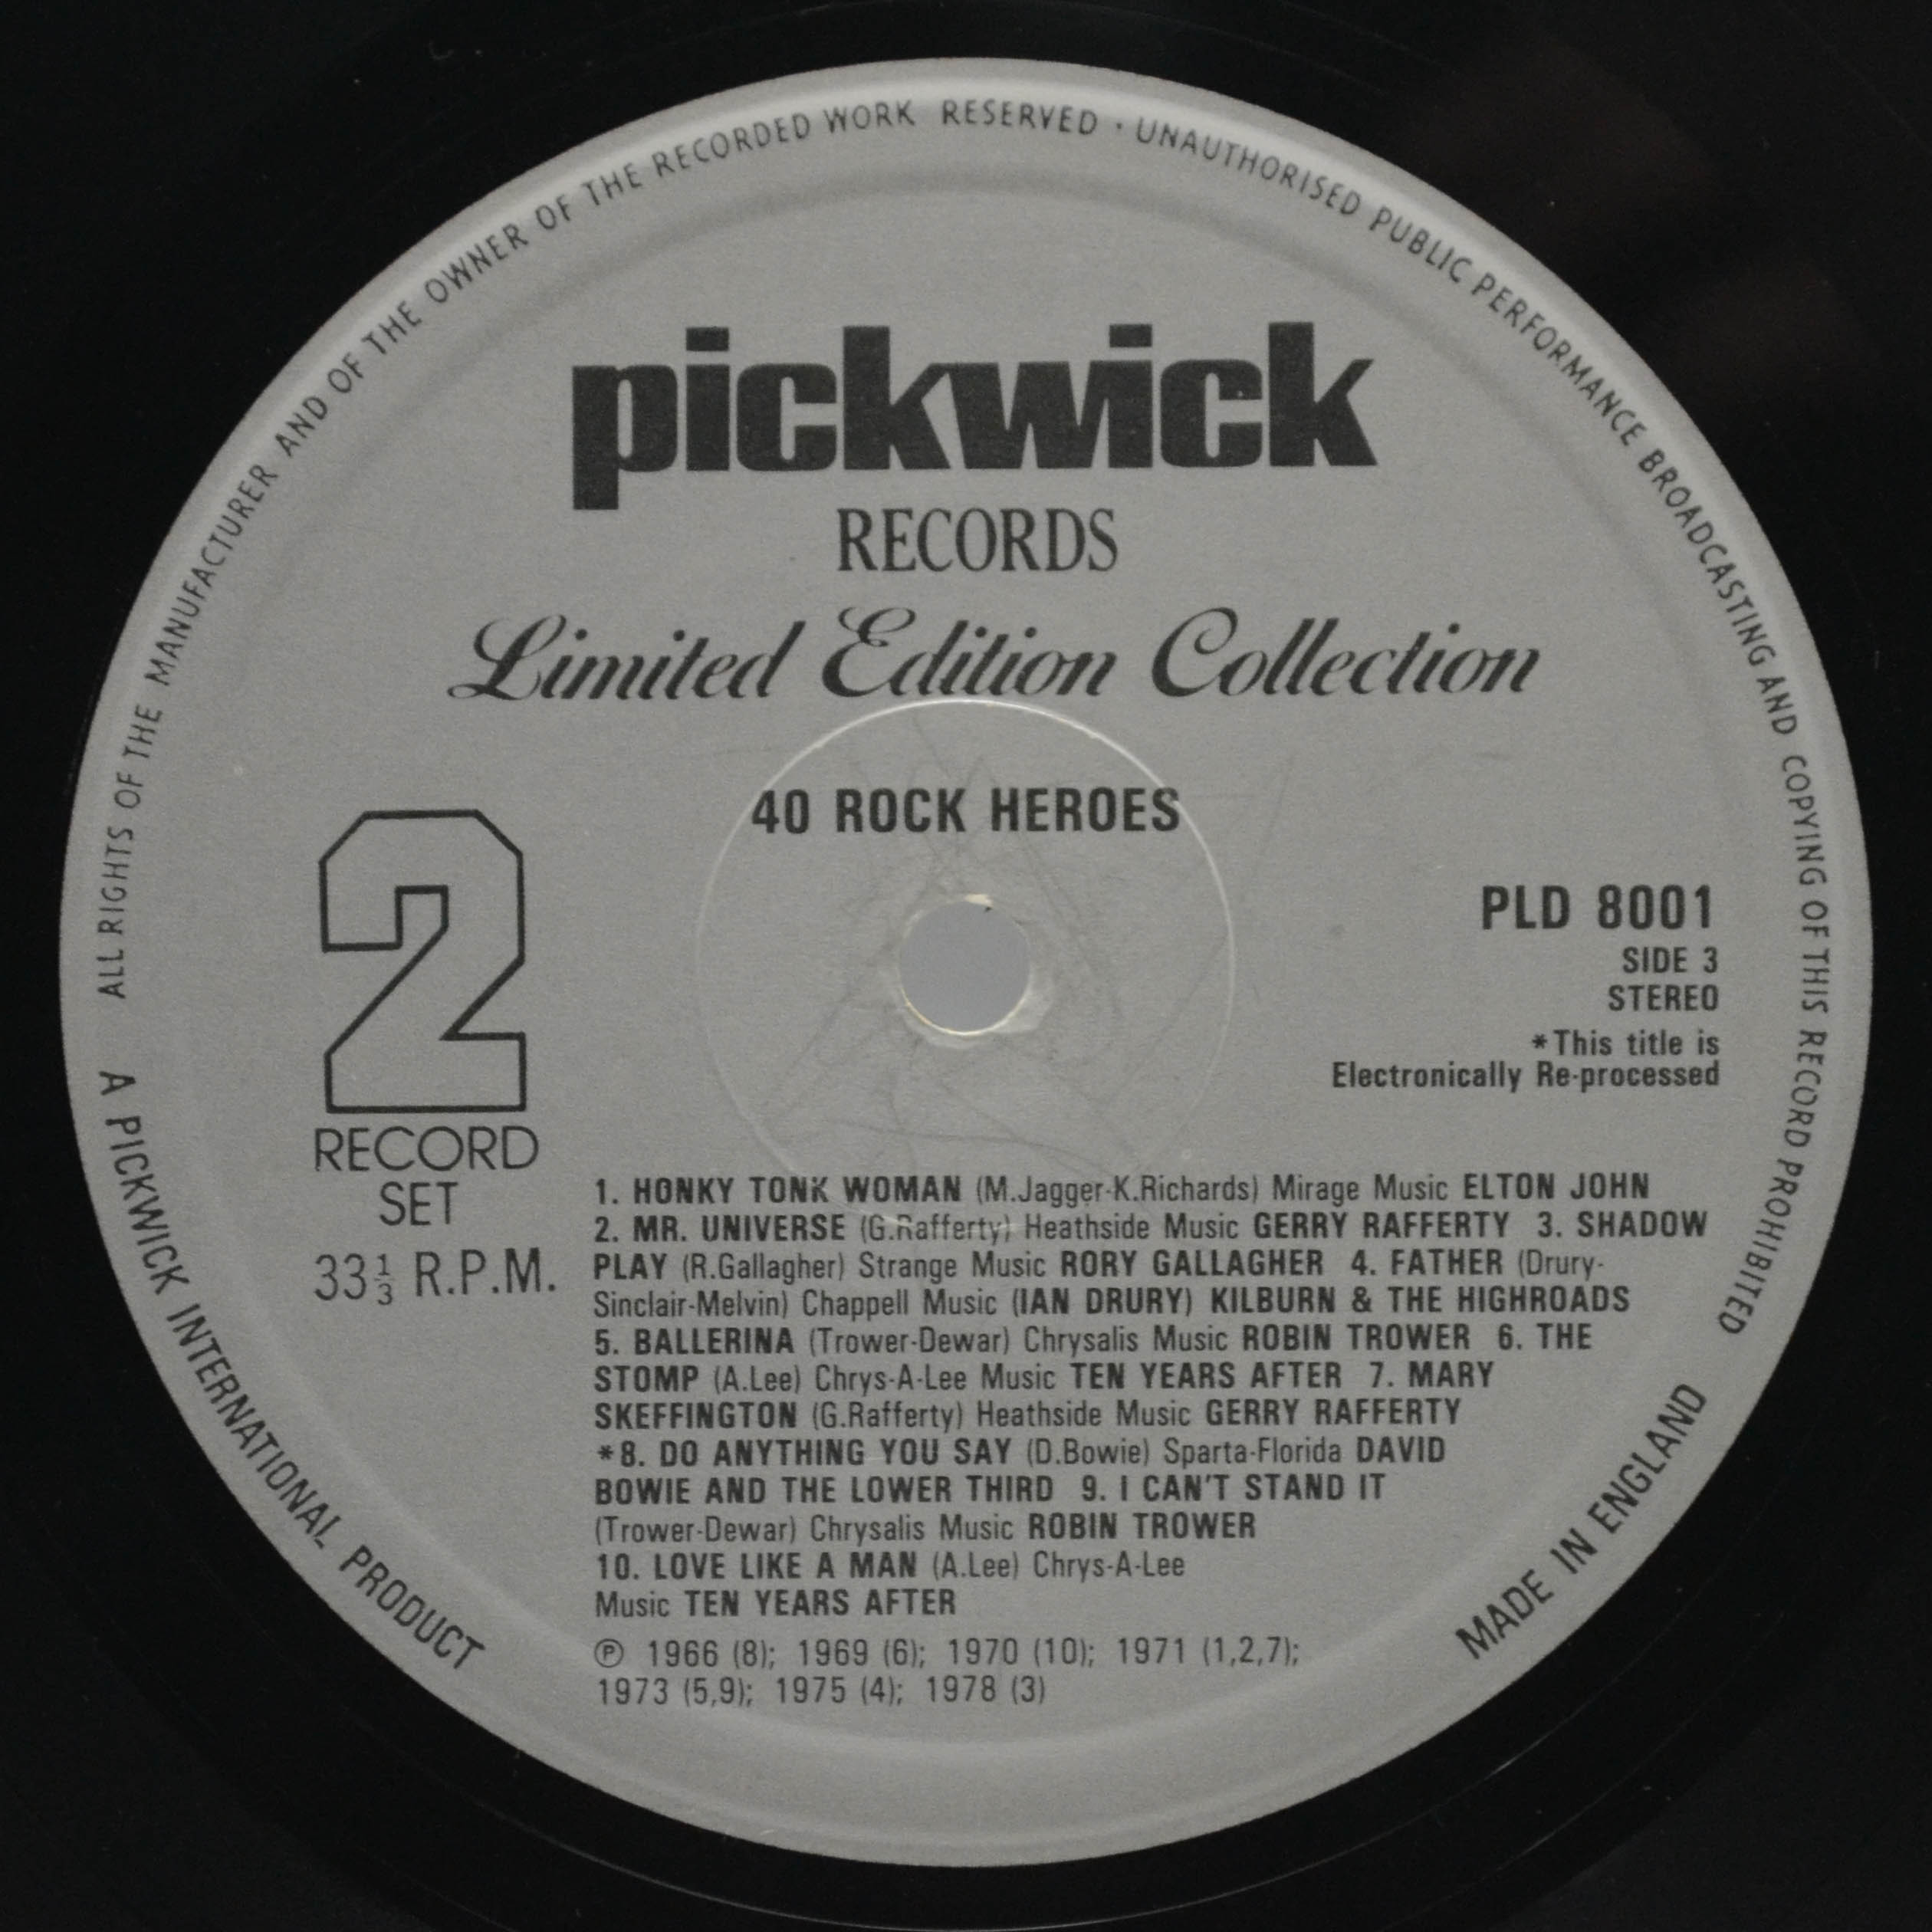 ALL RIGHTS OF THE MANUFACTURER AND OF THE OWNER OF THE RECORDED WORK RESERVED · UNAUTHORISED PUBLIC PERFORMANCE BROADCASTING AND COPYING OF THIS RECORD PROHIBITED
pickwick
RECORDS
Limited Edition Collection
40 ROCK HEROES
2
RECORD
SET
33⅓ R.P.M.
PLD 8001
SIDE 3
STEREO
*This title is
Electronically Re-processed
1. HONKY TONK WOMAN (M.Jagger-K.Richards) Mirage Music ELTON JOHN
2. MR. UNIVERSE (G.Rafferty) Heathside Music GERRY RAFFERTY 3. SHADOW
PLAY (R.Gallagher) Strange Music RORY GALLAGHER 4. FATHER (Drury-
Sinclair-Melvin) Chappell Music (IAN DRURY) KILBURN & THE HIGHROADS
5. BALLERINA (Trower-Dewar) Chrysalis Music ROBIN TROWER 6. THE
STOMP (A.Lee) Chrys-A-Lee Music TEN YEARS AFTER 7. MARY
SKEFFINGTON (G.Rafferty) Heathside Music GERRY RAFFERTY
*8. DO ANYTHING YOU SAY (D.Bowie) Sparta-Florida DAVID
BOWIE AND THE LOWER THIRD 9. I CAN'T STAND IT
(Trower-Dewar) Chrysalis Music ROBIN TROWER
10. LOVE LIKE A MAN (A.Lee) Chrys-A-Lee
Music TEN YEARS AFTER
℗ 1966 (8); 1969 (6); 1970 (10); 1971 (1,2,7);
1973 (5,9); 1975 (4); 1978 (3)
A PICKWICK INTERNATIONAL PRODUCT
MADE IN ENGLAND